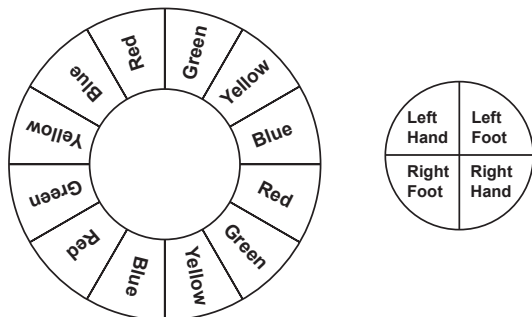 Green
Yellow
Blue
Red
Green
Yellow
Blue
Red
Green
Yellow
Blue
Red
Left
Hand
Left
Foot
Right
Foot
Right
Hand